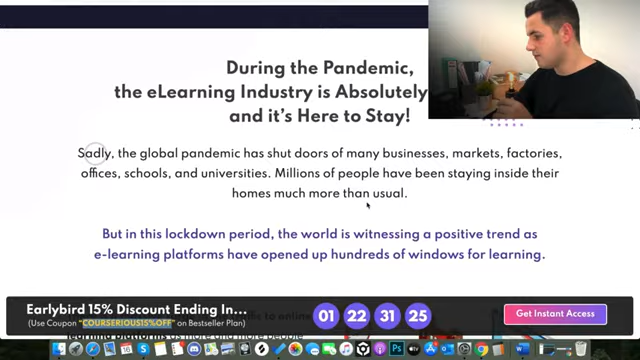 During the Pandemic,
the eLearning Industry is Absolutely
and it's Here to Stay!
Sadly, the global pandemic has shut doors of many businesses, markets, factories,
offices, schools, and universities. Millions of people have been staying inside their
homes much more than usual.
But in this lockdown period, the world is witnessing a positive trend as
e-learning platforms have opened up hundreds of windows for learning.
Earlybird 15% Discount Ending In...
(Use Coupon "COURSERIOUS15%OFF" on Bestseller Plan)
01 22 31 25
Get Instant Access